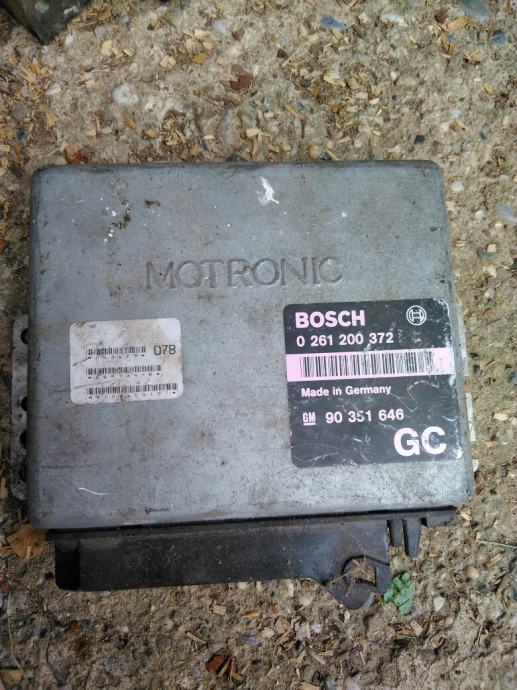 MOTRONIC
BOSCH
0 261 200 372
Made in Germany
GM 90 351 646
GC
078